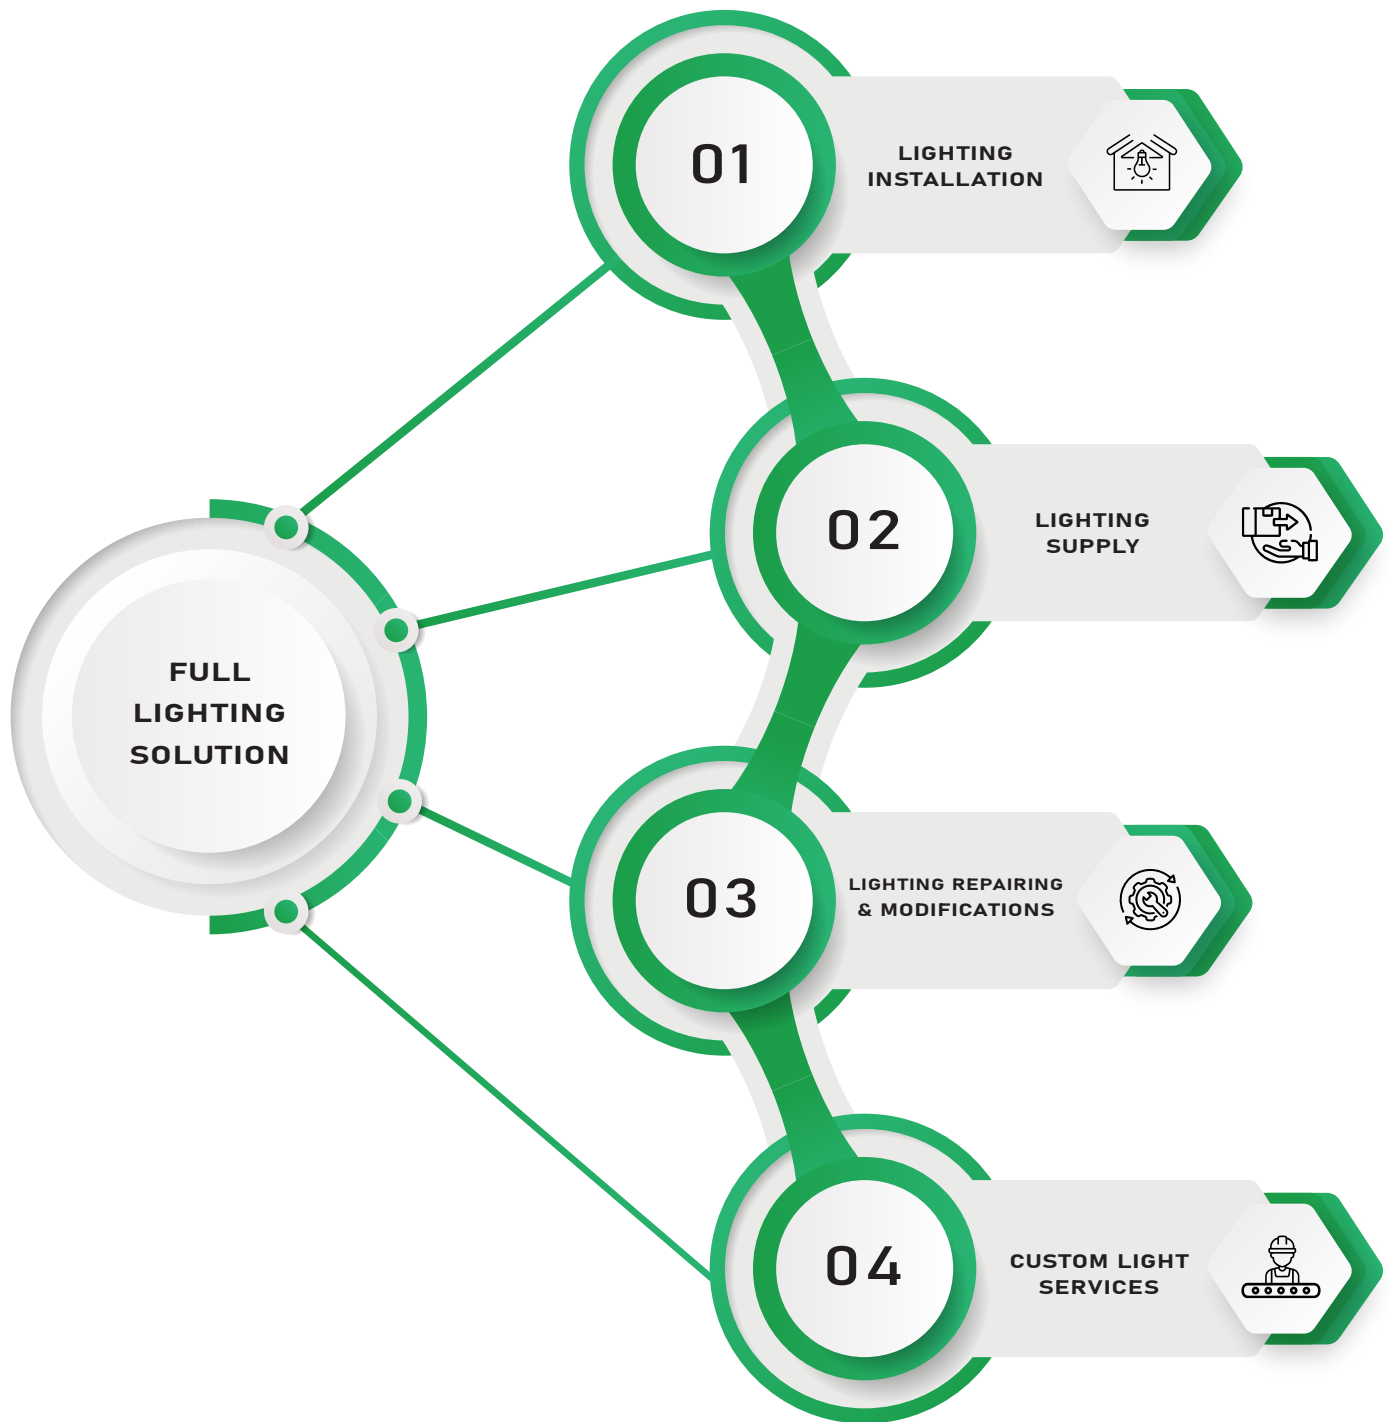 FULL
LIGHTING
SOLUTION
01
LIGHTING
INSTALLATION
02
LIGHTING
SUPPLY
03
LIGHTING REPAIRING
& MODIFICATIONS
04
CUSTOM LIGHT
SERVICES